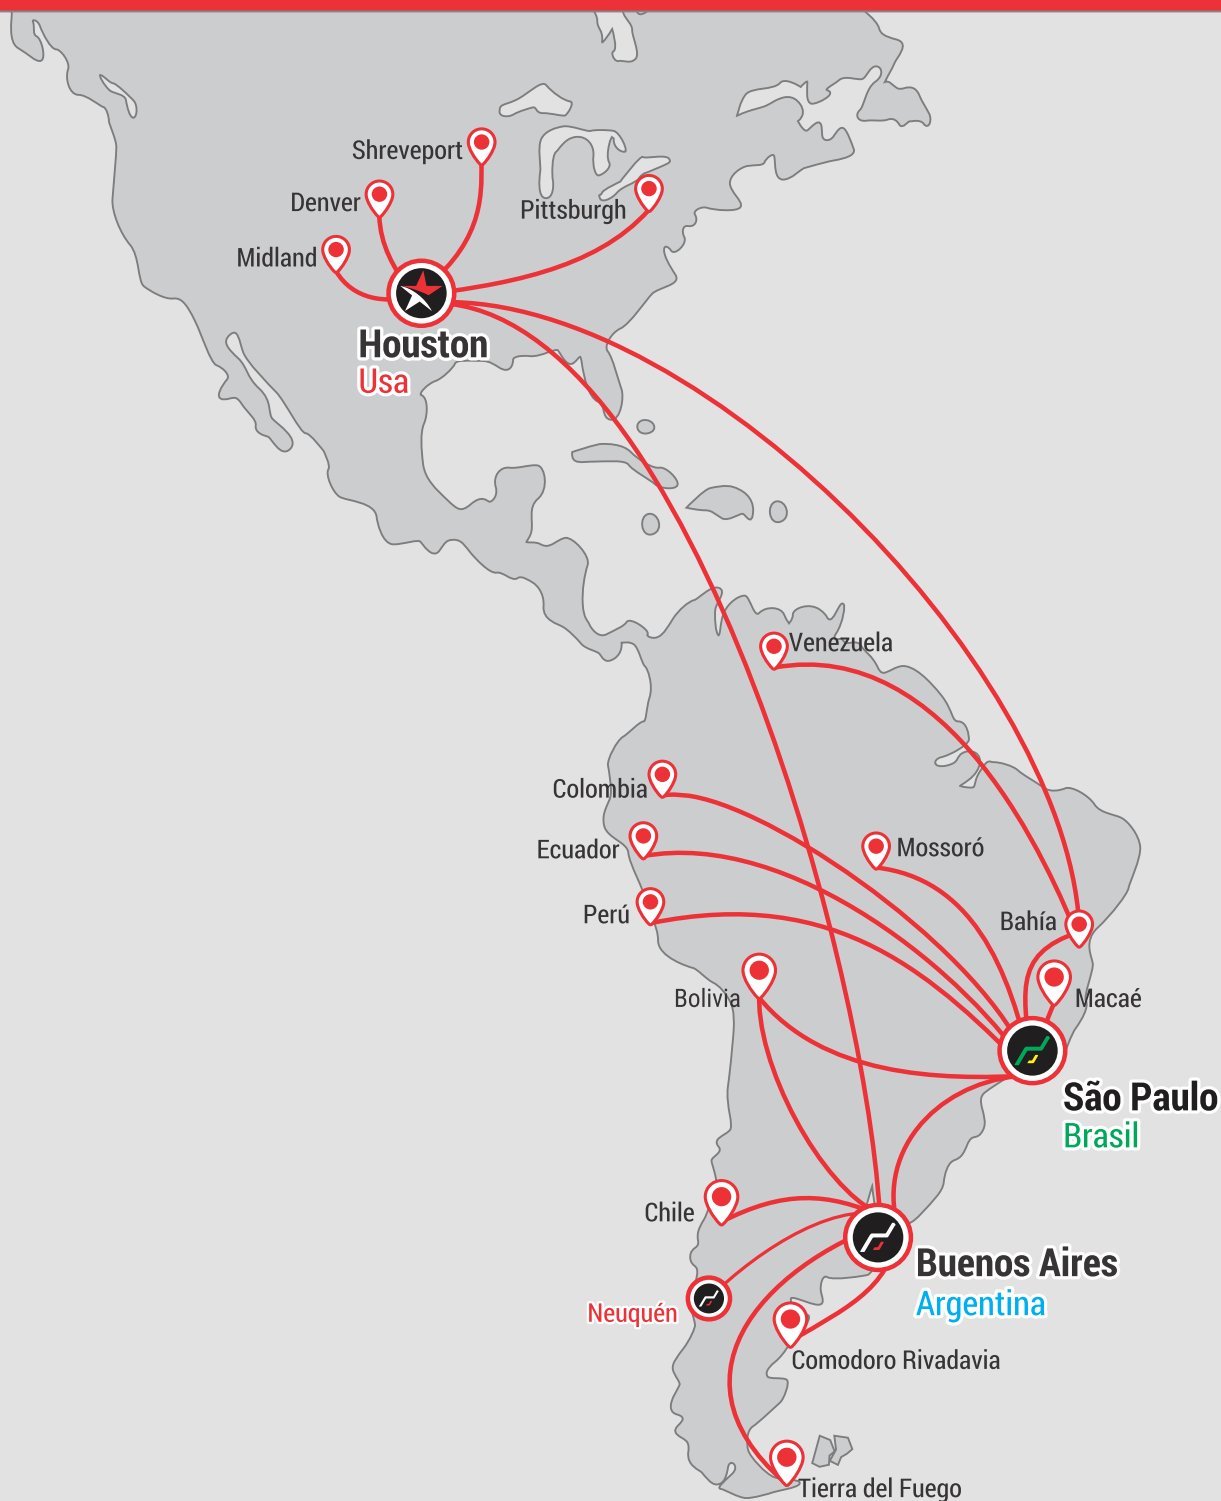 Shreveport
Denver
Pittsburgh
Midland
Houston
Usa
Venezuela
Colombia
Ecuador
Mossoró
Perú
Bahía
Bolivia
Macaé
São Paulo
Brasil
Chile
Buenos Aires
Argentina
Neuquén
Comodoro Rivadavia
Tierra del Fuego